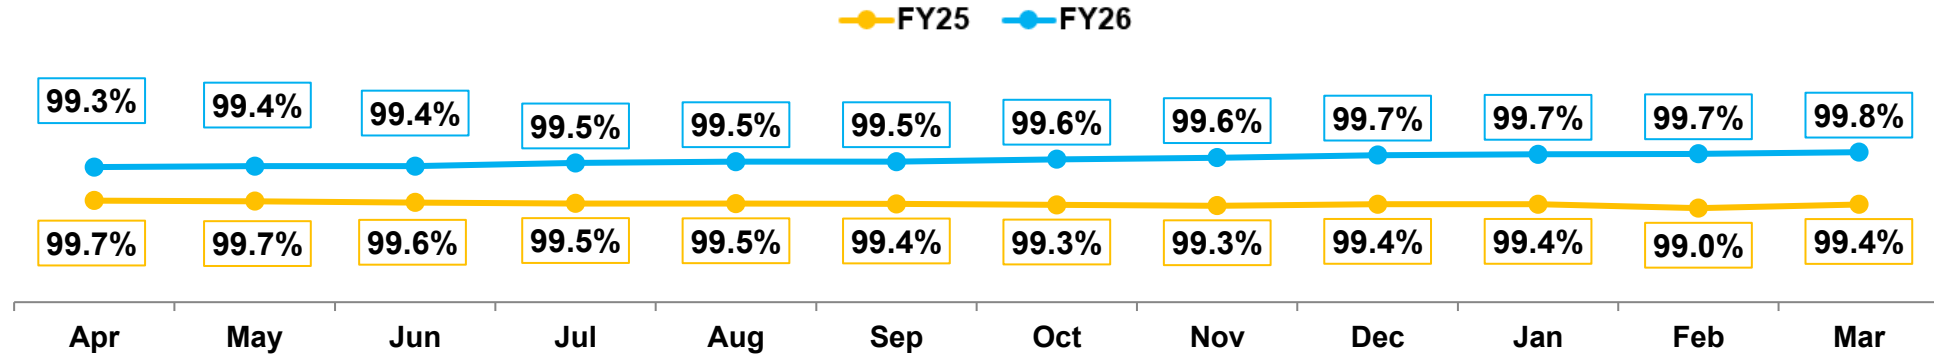 FY25 FY26
99.3% 99.4% 99.4% 99.5% 99.5% 99.5% 99.6% 99.6% 99.7% 99.7% 99.7% 99.8%
99.7% 99.7% 99.6% 99.5% 99.5% 99.4% 99.3% 99.3% 99.4% 99.4% 99.0% 99.4%
Apr May Jun Jul Aug Sep Oct Nov Dec Jan Feb Mar